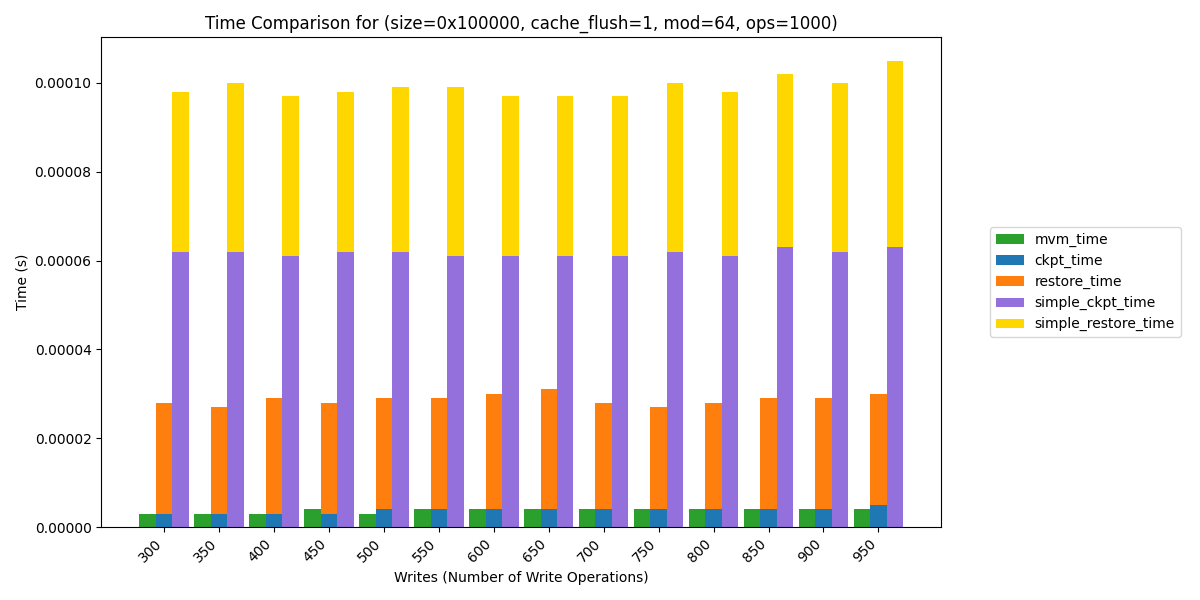 Time Comparison for (size=0x100000, cache_flush=1, mod=64, ops=1000)
0.00010
0.00008
0.00006
0.00004
0.00002
0.00000
Time (s)
300 350 400 450 500 550 600 650 700 750 800 850 900 950
Writes (Number of Write Operations)
mvm_time
ckpt_time
restore_time
simple_ckpt_time
simple_restore_time